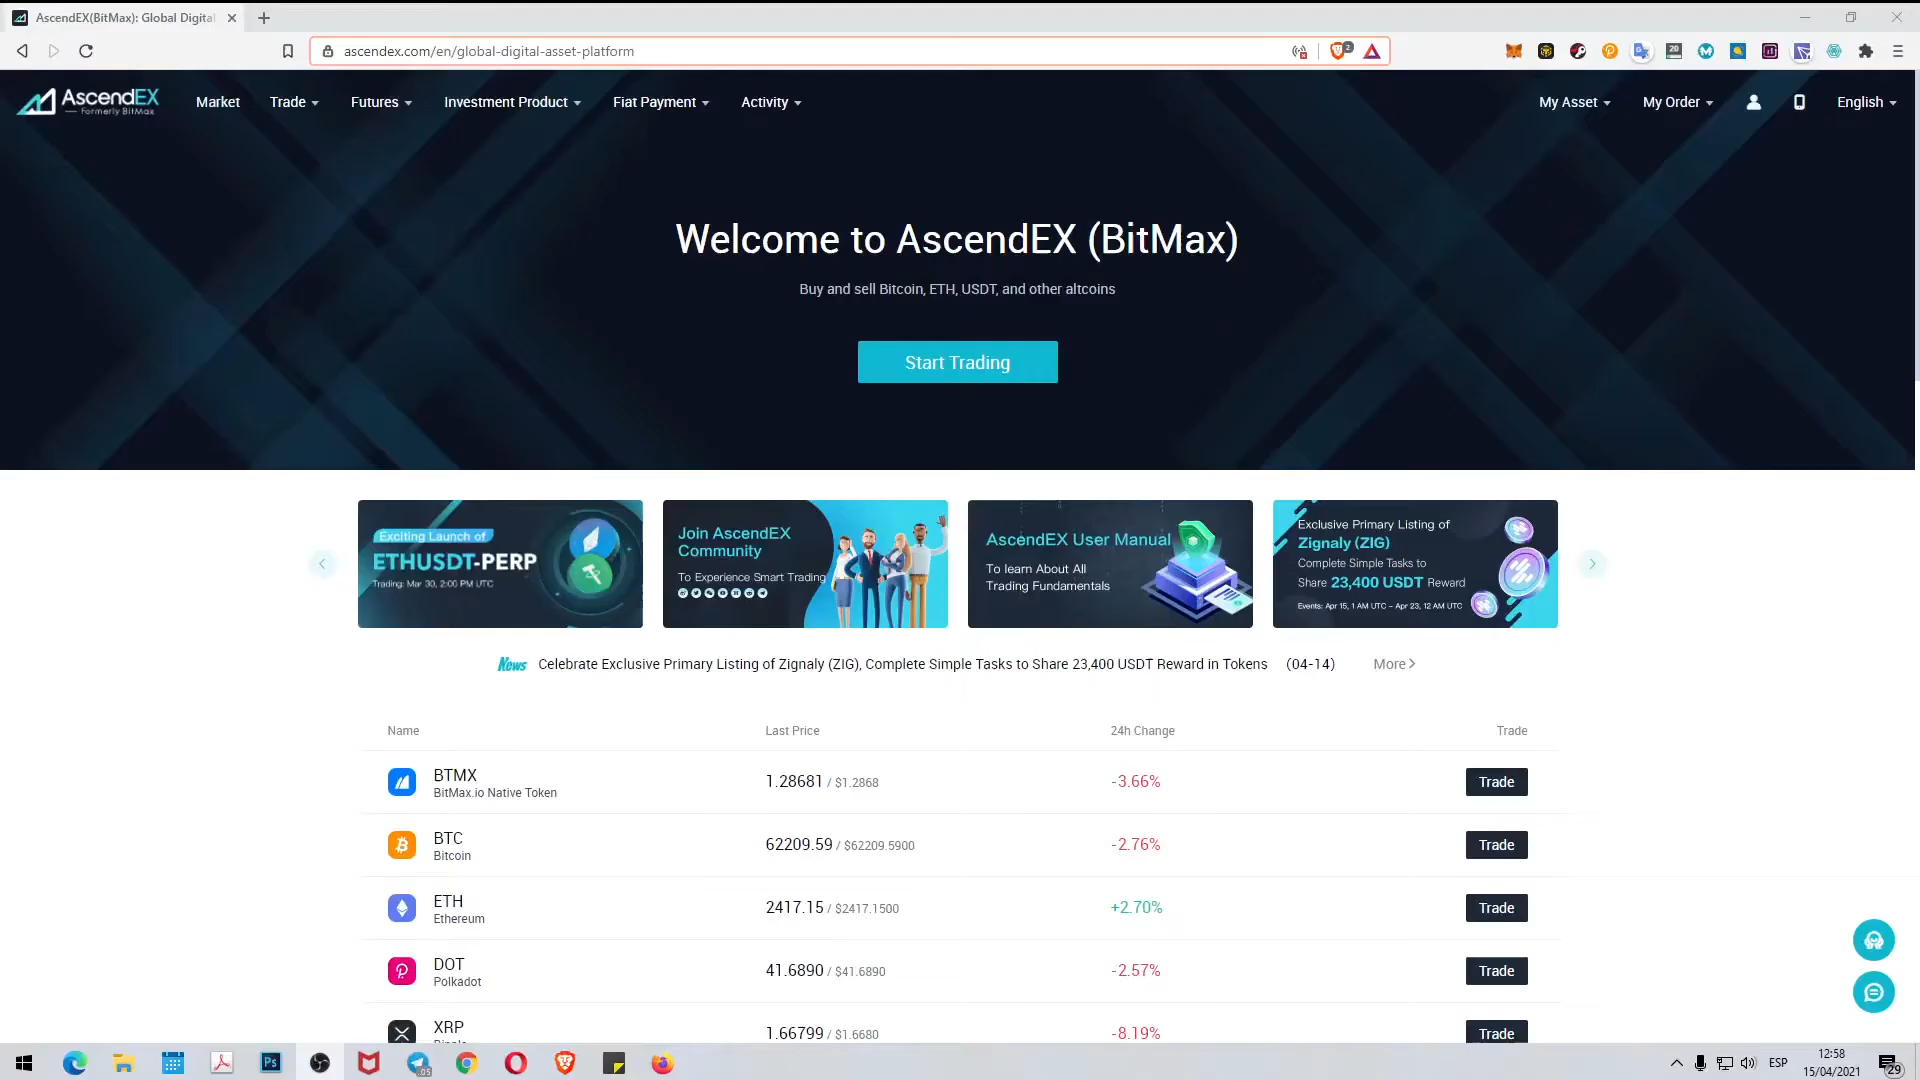 AscendEX(BitMax): Global Digita
ascendex.com/en/global-digital-asset-platform
2
20
AscendEX
Formerly BitMax
Market
Trade
Futures
Investment Product
Fiat Payment
Activity
My Asset
My Order
English
Welcome to AscendEX (BitMax)
Buy and sell Bitcoin, ETH, USDT, and other altcoins
Start Trading
Exciting Launch of
ETHUSDT-PERP
Trading: Mar 30, 2:00 PM UTC
Join AscendEX
Community
To Experience Smart Trading
AscendEX User Manual
To learn About All
Trading Fundamentals
Exclusive Primary Listing of
Zignaly (ZIG)
Complete Simple Tasks to
Share 23,400 USDT Reward
Events: Apr 15, 1 AM UTC – Apr 23, 12 AM UTC
News Celebrate Exclusive Primary Listing of Zignaly (ZIG), Complete Simple Tasks to Share 23,400 USDT Reward in Tokens (04-14) More
Name Last Price 24h Change Trade
BTMX
BitMax.io Native Token
1.28681 / $1.2868 -3.66% Trade
BTC
Bitcoin
62209.59 / $62209.5900 -2.76% Trade
ETH
Ethereum
2417.15 / $2417.1500 +2.70% Trade
DOT
Polkadot
41.6890 / $41.6890 -2.57% Trade
XRP
1.66799 / $1.6680 -8.19% Trade
Ps
.05
ESP
12:58
15/04/2021
29